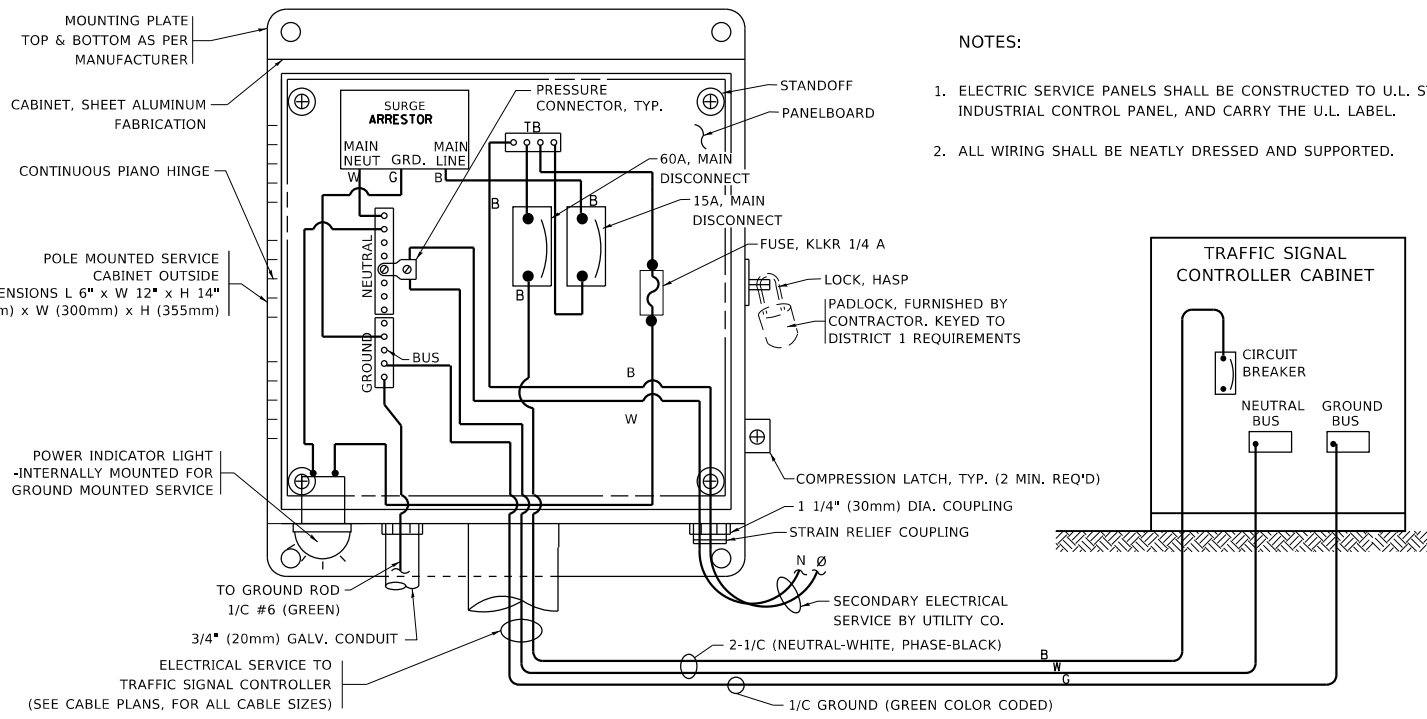 MOUNTING PLATE
TOP & BOTTOM AS PER
MANUFACTURER
CABINET, SHEET ALUMINUM
FABRICATION
CONTINUOUS PIANO HINGE
POLE MOUNTED SERVICE
CABINET OUTSIDE
L 6" x W 12" x H 14"
x W (300mm) x H (355mm)
POWER INDICATOR LIGHT
-INTERNALLY MOUNTED FOR
GROUND MOUNTED SERVICE
SURGE
ARRESTOR
MAIN
NEUT
GRD.
MAIN
LINE
W
G
B
PRESSURE
CONNECTOR, TYP.
TB
STANDOFF
PANELBOARD
60A, MAIN
DISCONNECT
15A, MAIN
DISCONNECT
B
B
B
FUSE, KLKR 1/4 A
NEUTRAL
GROUND
BUS
B
W
LOCK, HASP
PADLOCK, FURNISHED BY
CONTRACTOR. KEYED TO
DISTRICT 1 REQUIREMENTS
COMPRESSION LATCH, TYP. (2 MIN. REQ'D)
1 1/4" (30mm) DIA. COUPLING
STRAIN RELIEF COUPLING
N Ø
SECONDARY ELECTRICAL
SERVICE BY UTILITY CO.
TO GROUND ROD
1/C #6 (GREEN)
3/4" (20mm) GALV. CONDUIT
ELECTRICAL SERVICE TO
TRAFFIC SIGNAL CONTROLLER
(SEE CABLE PLANS, FOR ALL CABLE SIZES)
2-1/C (NEUTRAL-WHITE, PHASE-BLACK)
B
W
G
1/C GROUND (GREEN COLOR CODED)
NOTES:
1. ELECTRIC SERVICE PANELS SHALL BE CONSTRUCTED TO U.L.
INDUSTRIAL CONTROL PANEL, AND CARRY THE U.L. LABEL.
2. ALL WIRING SHALL BE NEATLY DRESSED AND SUPPORTED.
TRAFFIC SIGNAL
CONTROLLER CABINET
CIRCUIT
BREAKER
NEUTRAL
BUS
GROUND
BUS